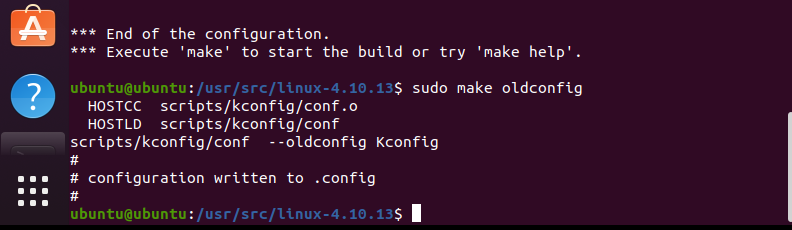 *** End of the configuration.
*** Execute 'make' to start the build or try 'make help'.
ubuntu@ubuntu:/usr/src/linux-4.10.13$ sudo make oldconfig
  HOSTCC  scripts/kconfig/conf.o
  HOSTLD  scripts/kconfig/conf
scripts/kconfig/conf  --oldconfig Kconfig
#
# configuration written to .config
#
ubuntu@ubuntu:/usr/src/linux-4.10.13$